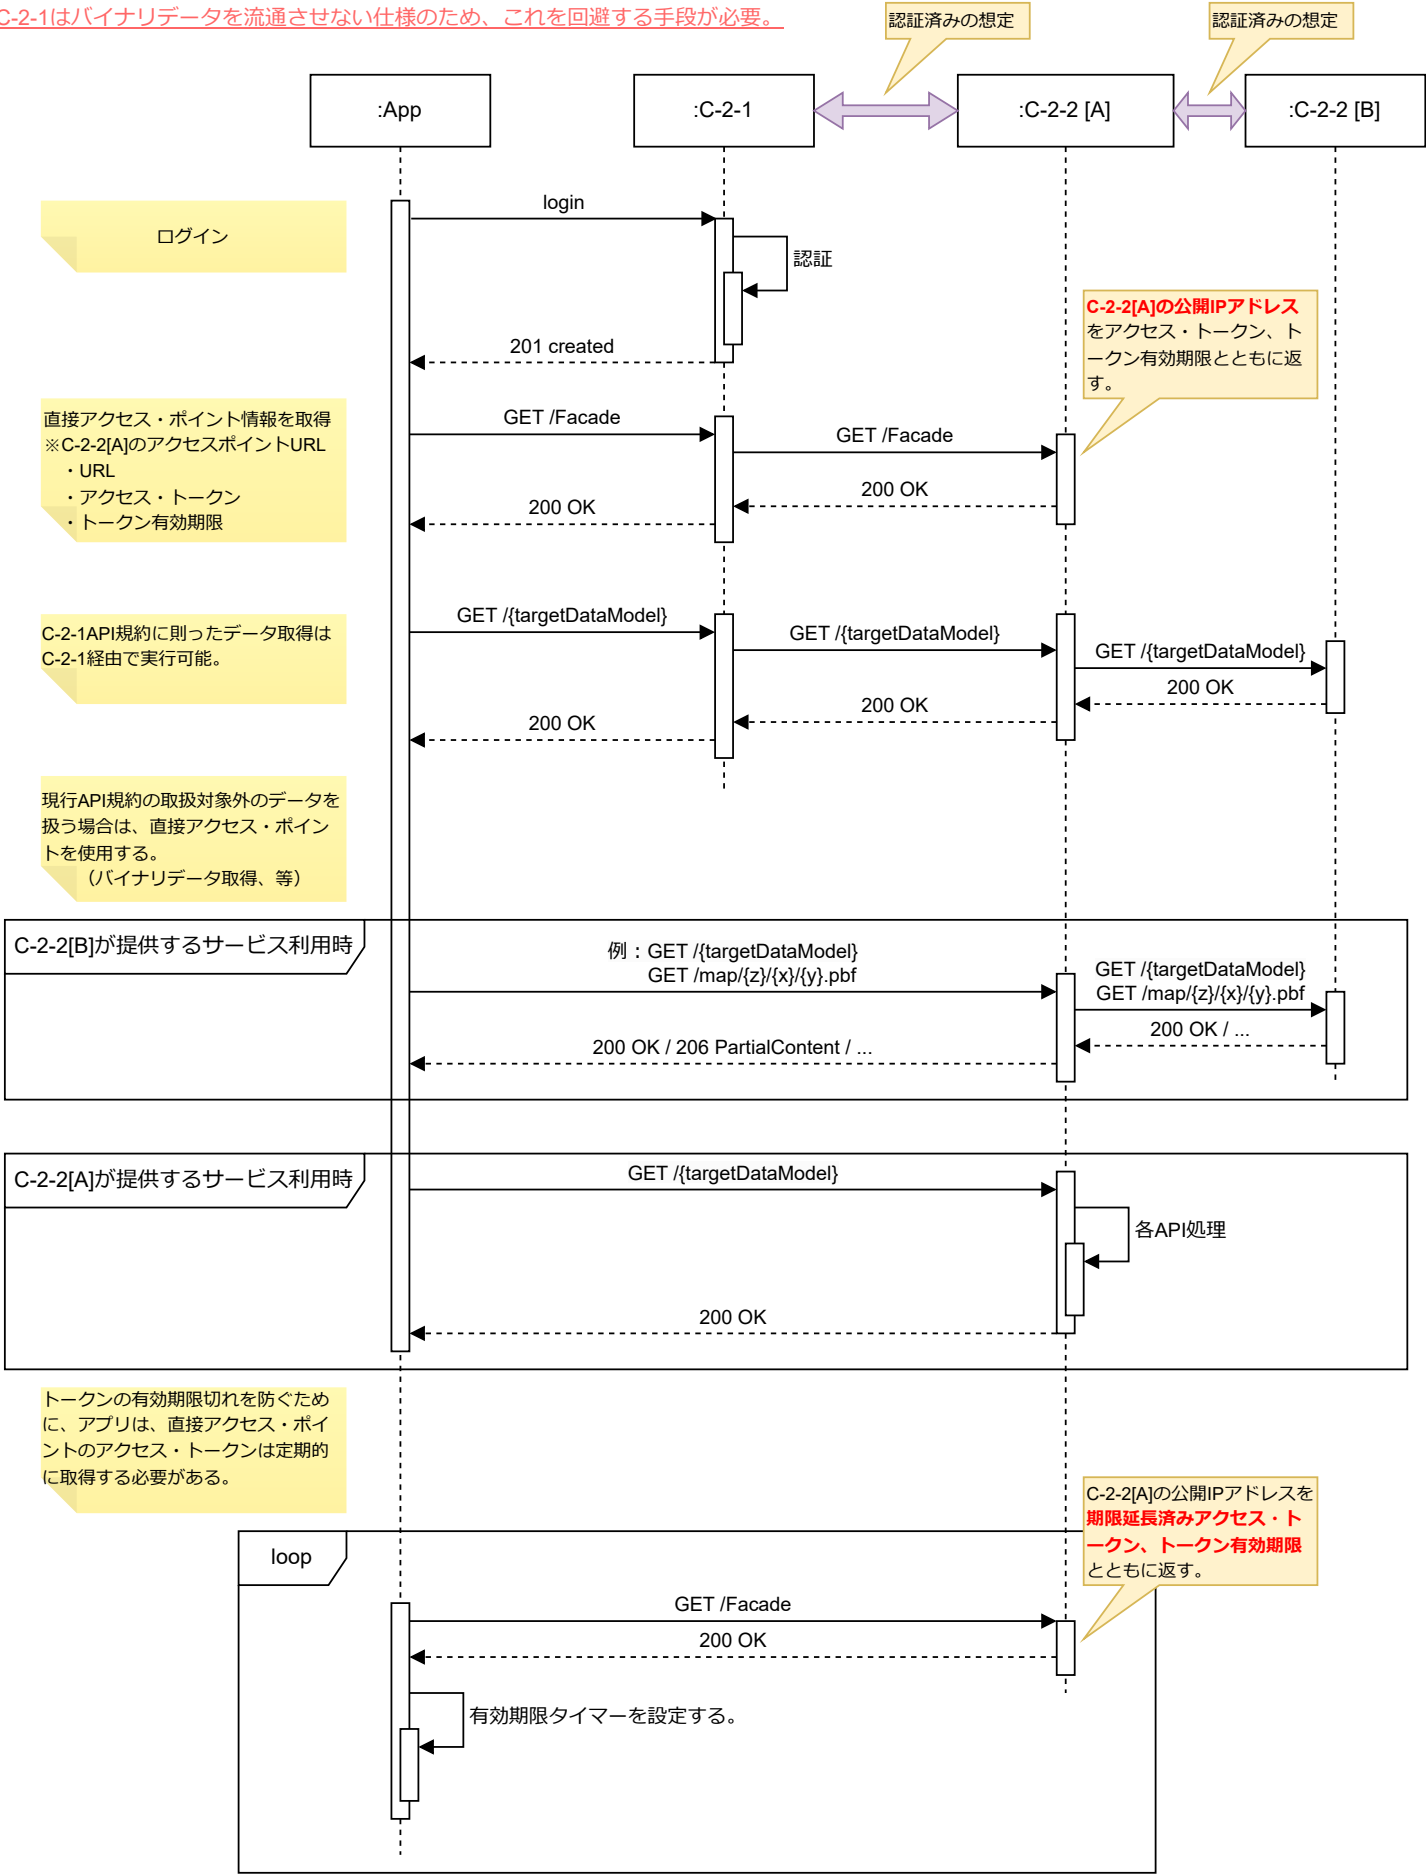 C-2-1はバイナリデータを流通させない仕様のため、これを回避する手段が必要。
認証済みの想定
認証済みの想定
:App
:C-2-1
:C-2-2 [A]
:C-2-2 [B]
ログイン
login
認証
201 created
C-2-2[A]の公開IPアドレス
をアクセス・トークン、ト
ークン有効期限とともに返
す。
直接アクセス・ポイント情報を取得
※C-2-2[A]のアクセスポイントURL
・URL
・アクセス・トークン
・トークン有効期限
GET /Facade
GET /Facade
200 OK
200 OK
C-2-1API規約に則ったデータ取得は
C-2-1経由で実行可能。
GET /{targetDataModel}
GET /{targetDataModel}
GET /{targetDataModel}
200 OK
200 OK
200 OK
現行API規約の取扱対象外のデータを
扱う場合は、直接アクセス・ポイン
トを使用する。
（バイナリデータ取得、等）
C-2-2[B]が提供するサービス利用時
例：GET /{targetDataModel}
GET /map/{z}/{x}/{y}.pbf
GET /{targetDataModel}
GET /map/{z}/{x}/{y}.pbf
200 OK / ...
200 OK / 206 PartialContent / ...
C-2-2[A]が提供するサービス利用時
GET /{targetDataModel}
各API処理
200 OK
トークンの有効期限切れを防ぐため
に、アプリは、直接アクセス・ポイ
ントのアクセス・トークンは定期的
に取得する必要がある。
C-2-2[A]の公開IPアドレスを
期限延長済みアクセス・ト
ークン、トークン有効期限
とともに返す。
loop
GET /Facade
200 OK
有効期限タイマーを設定する。